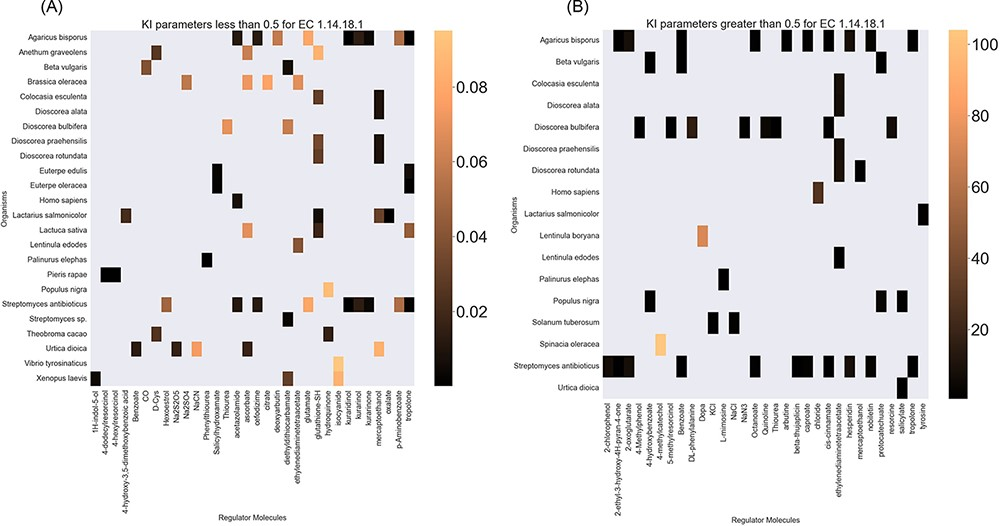 (A)
KI parameters less than 0.5 for EC 1.14.18.1
Organisms
Agaricus bisporus
Anethum graveolens
Beta vulgaris
Brassica oleracea
Colocasia esculenta
Dioscorea alata
Dioscorea bulbifera
Dioscorea praehensilis
Dioscorea rotundata
Euterpe edulis
Euterpe oleracea
Homo sapiens
Lactarius salmonicolor
Lactuca sativa
Lentinula edodes
Palinurus elephas
Pieris rapae
Populus nigra
Streptomyces antibioticus
Streptomyces sp.
Theobroma cacao
Urtica dioica
Vibrio tyrosinaticus
Xenopus laevis
1H-indol-5-ol
4-dodecylresorcinol
4-hexylresorcinol
4-hydroxy-3,5-dimethoxybenzoic acid
Benzoate
CO
D-Cys
Hexoestrol
Na2S2O5
Na2SO4
NaCN
Phenylthiourea
Salicylhydroxamate
Thiourea
acetazolamide
ascorbate
cefodizime
citrate
deoxyarbutin
diethyldithiocarbamate
ethylenediaminetetraacetate
glutamate
glutathione-SH
hydroquinone
isocyanide
kuraridinol
kurarinol
kurarinone
mercaptoethanol
oxalate
p-Aminobenzoate
tropolone
Regulator Molecules
0.08
0.06
0.04
0.02
(B)
KI parameters greater than 0.5 for EC 1.14.18.1
Organisms
Agaricus bisporus
Beta vulgaris
Colocasia esculenta
Dioscorea alata
Dioscorea bulbifera
Dioscorea praehensilis
Dioscorea rotundata
Homo sapiens
Lactarius salmonicolor
Lentinula boryana
Lentinula edodes
Palinurus elephas
Populus nigra
Solanum tuberosum
Spinacia oleracea
Streptomyces antibioticus
Urtica dioica
2-chlorophenol
2-ethyl-3-hydroxy-4H-pyran-4-one
2-oxoglutarate
4-Methylphenol
4-hydroxybenzoate
4-methylcatechol
5-methylresorcinol
Benzoate
DL-phenylalanine
Dopa
KCl
L-mimosine
NaCl
NaN3
Octanoate
Quinoline
Thiourea
arbutine
beta-thujaplicin
caproate
chloride
cis-cinnamate
ethylenediaminetetraacetate
hesperidin
mercaptoethanol
nobiletin
protocatechuate
resorcine
salicylate
tropolone
tyrosine
Regulator Molecules
100
80
60
40
20